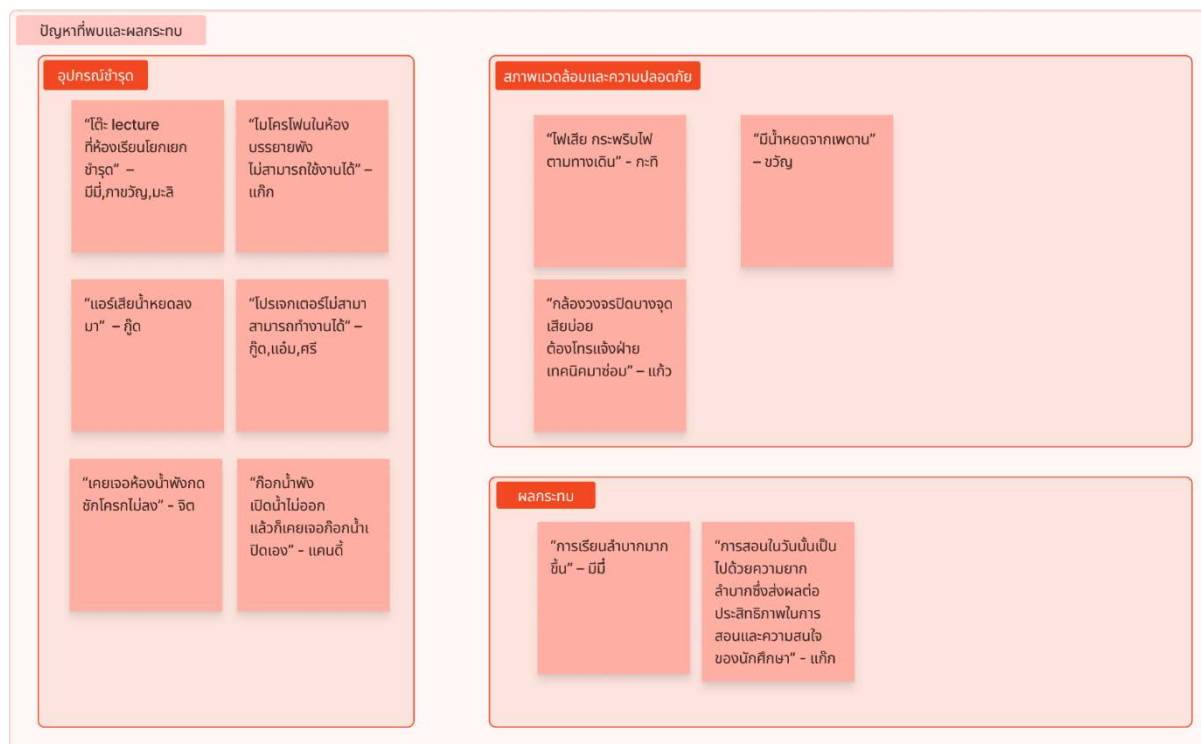 ปัญหาที่พบและผลกระทบ
อุปกรณ์ชำรุด
“โต๊ะ lecture
ที่ห้องเรียนโยกเยก
ชำรุด” –
มีมี่,ภาขวัญ,มะลิ
“ไมโครโฟนในห้อง
บรรยายพัง
ไม่สามารถใช้งานได้” –
แก๊ก
“แอร์เสียน้ำหยดลง
มา” – กู๊ด
“โปรเจกเตอร์ไม่สามา
สามารถทำงานได้” –
กู๊ด,แอ๋ม,ศรี
“เคยเจอห้องน้ำพังกด
ชักโครกไม่ลง” - จิต
“ก๊อกน้ำพัง
เปิดน้ำไม่ออก
แล้วก็เคยเจอก๊อกน้ำเ
ปิดเอง” - แคนดี้
สภาพแวดล้อมและความปลอดภัย
“ไฟเสีย กระพริบไฟ
ตามทางเดิน” - กะทิ
“มีน้ำหยดจากเพดาน”
– ขวัญ
“กล้องวงจรปิดบางจุด
เสียบ่อย
ต้องโทรแจ้งฝ่าย
เทคนิคมาซ่อม” – แก้ว
ผลกระทบ
“การเรียนลำบากมาก
ขึ้น” – มีมี่
“การสอนในวันนั้นเป็น
ไปด้วยความยาก
ลำบากซึ่งส่งผลต่อ
ประสิทธิภาพในการ
สอนและความสนใจ
ของนักศึกษา” - แก๊ก